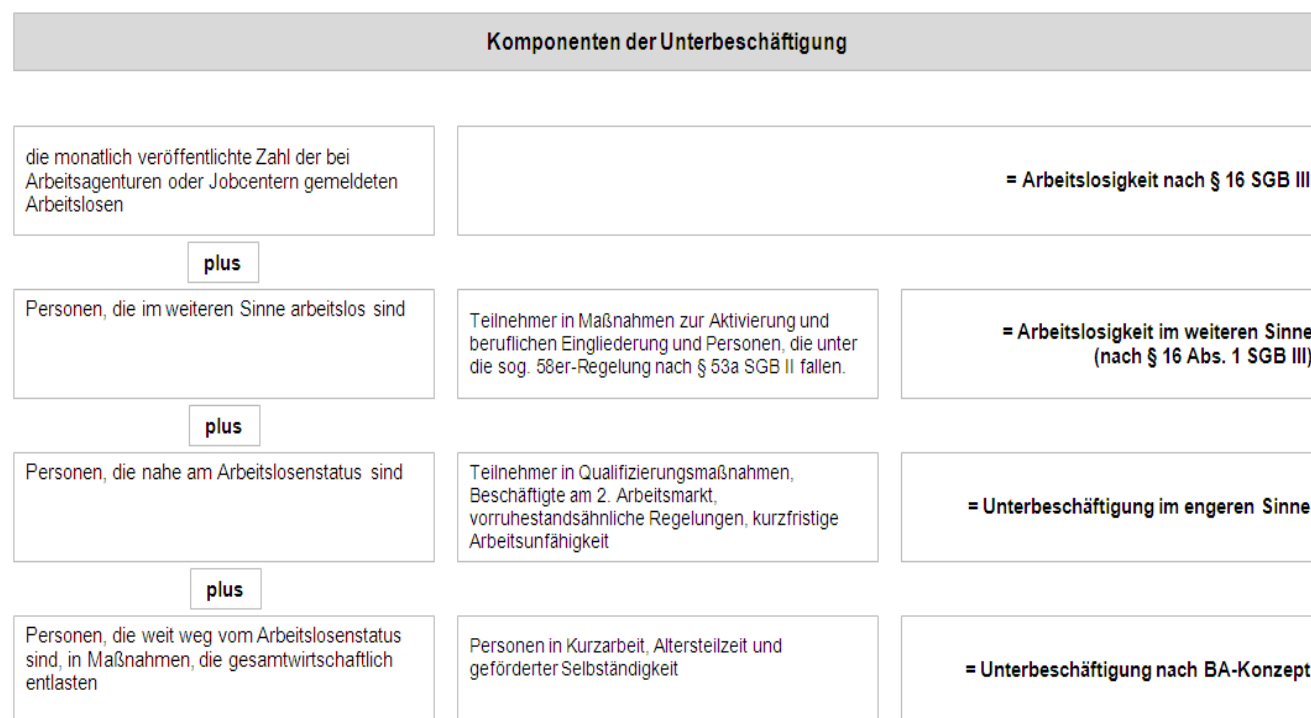 Komponenten der Unterbeschäftigung
die monatlich veröffentlichte Zahl der bei
Arbeitsagenturen oder Jobcentern gemeldeten
Arbeitslosen
= Arbeitslosigkeit nach § 16 SGB III
plus
Personen, die im weiteren Sinne arbeitslos sind
Teilnehmer in Maßnahmen zur Aktivierung und
beruflichen Eingliederung und Personen, die unter
die sog. 58er-Regelung nach § 53a SGB II fallen.
= Arbeitslosigkeit im weiteren Sinne
(nach § 16 Abs. 1 SGB III)
plus
Personen, die nahe am Arbeitslosenstatus sind
Teilnehmer in Qualifizierungsmaßnahmen,
Beschäftigte am 2. Arbeitsmarkt,
vorruhestandsähnliche Regelungen, kurzfristige
Arbeitsunfähigkeit
= Unterbeschäftigung im engeren Sinne
plus
Personen, die weit weg vom Arbeitslosenstatus
sind, in Maßnahmen, die gesamtwirtschaftlich
entlasten
Personen in Kurzarbeit, Altersteilzeit und
geförderter Selbständigkeit
= Unterbeschäftigung nach BA-Konzept